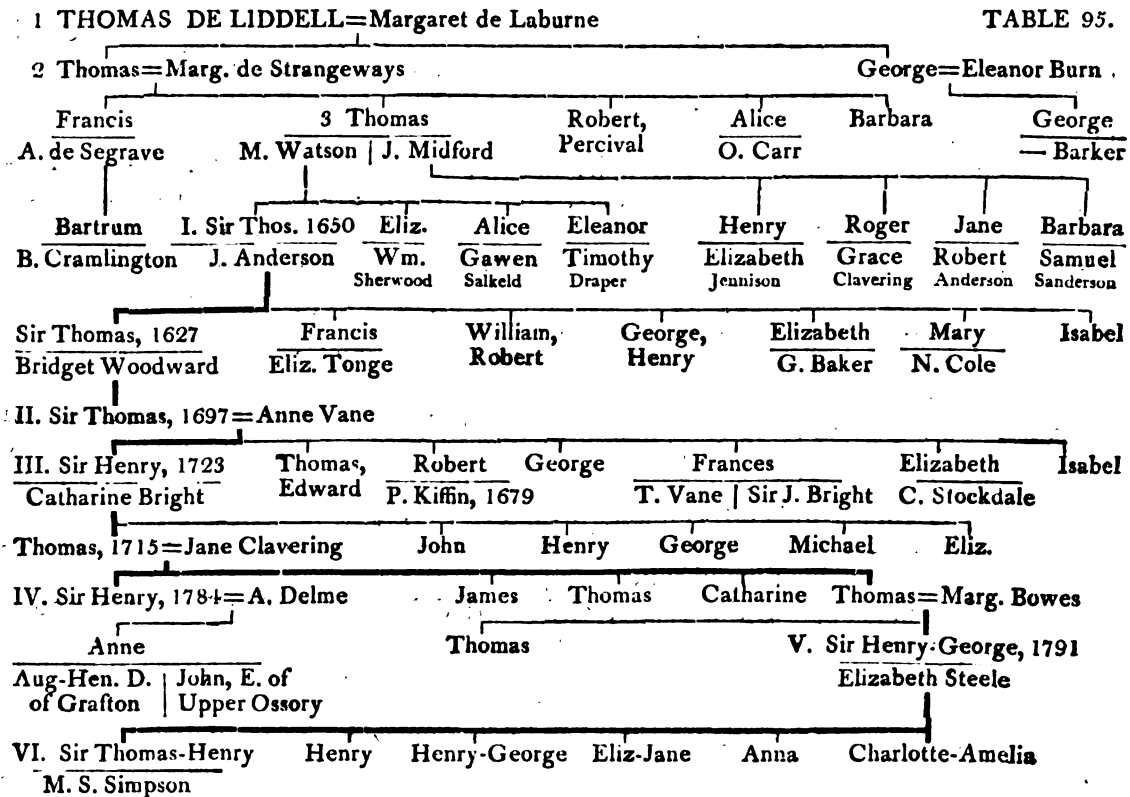 1 THOMAS DE LIDDELL=Margaret de Laburne TABLE 95.
2 Thomas=Marg. de Strangeways George=Eleanor Burn
Francis 3 Thomas Robert, Alice Barbara George
A. de Segrave M. Watson | J. Midford Percival O. Carr — Barker
Bartrum I. Sir Thos. 1650 Eliz. Alice Eleanor Henry Roger Jane Barbara
B. Cramlington J. Anderson Wm. Gawen Timothy Elizabeth Grace Robert Samuel
Sherwood Salkeld Draper Jennison Clavering Anderson Sanderson
Sir Thomas, 1627 Francis William, George, Elizabeth Mary Isabel
Bridget Woodward Eliz. Tonge Robert Henry G. Baker N. Cole
II. Sir Thomas, 1697=Anne Vane
III. Sir Henry, 1723 Thomas, Robert George Frances Elizabeth Isabel
Catharine Bright Edward P. Kiffin, 1679 T. Vane | Sir J. Bright C. Stockdale
Thomas, 1715=Jane Clavering John Henry George Michael Eliz.
IV. Sir Henry, 1784=A. Delme James Thomas Catharine Thomas=Marg. Bowes
Anne Thomas V. Sir Henry-George, 1791
Aug-Hen. D. | John, E. of Elizabeth Steele
of Grafton | Upper Ossory
VI. Sir Thomas-Henry Henry Henry-George Eliz-Jane Anna Charlotte-Amelia
M. S. Simpson